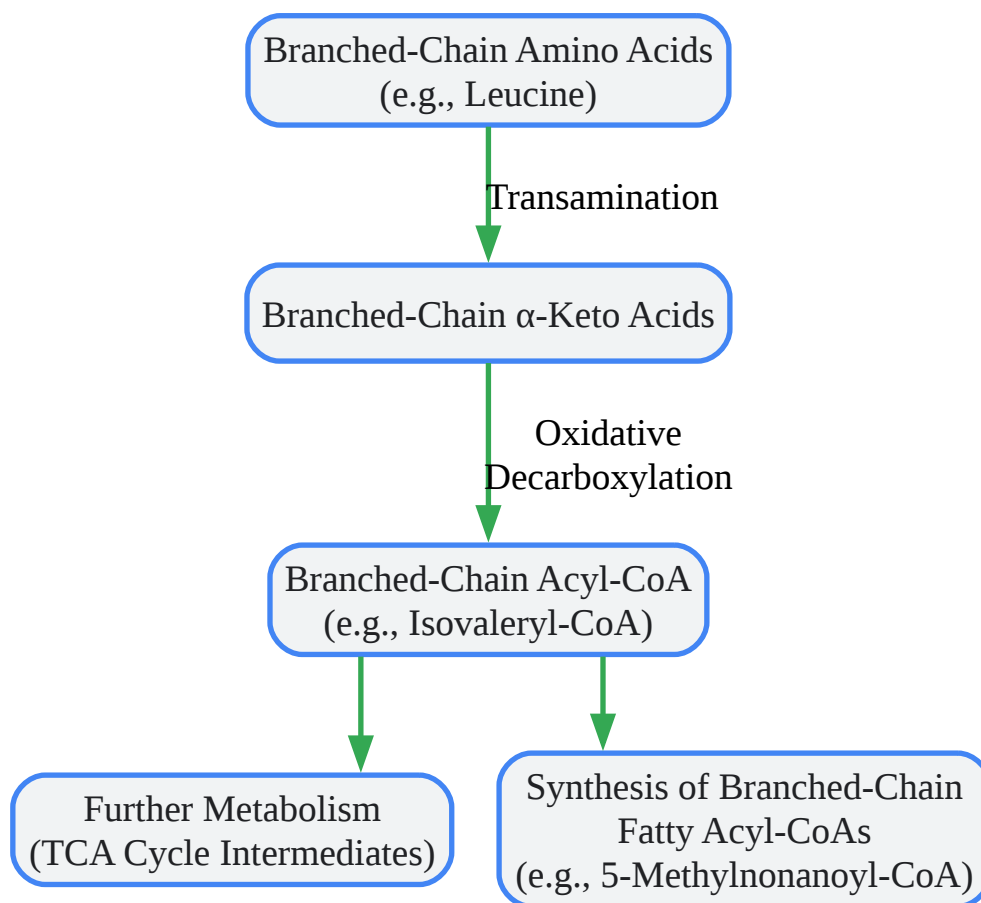 Branched-Chain Amino Acids
(e.g., Leucine)
Transamination
Branched-Chain α-Keto Acids
Oxidative
Decarboxylation
Branched-Chain Acyl-CoA
(e.g., Isovaleryl-CoA)
Further Metabolism
(TCA Cycle Intermediates)
Synthesis of Branched-Chain
Fatty Acyl-CoAs
(e.g., 5-Methylnonanoyl-CoA)